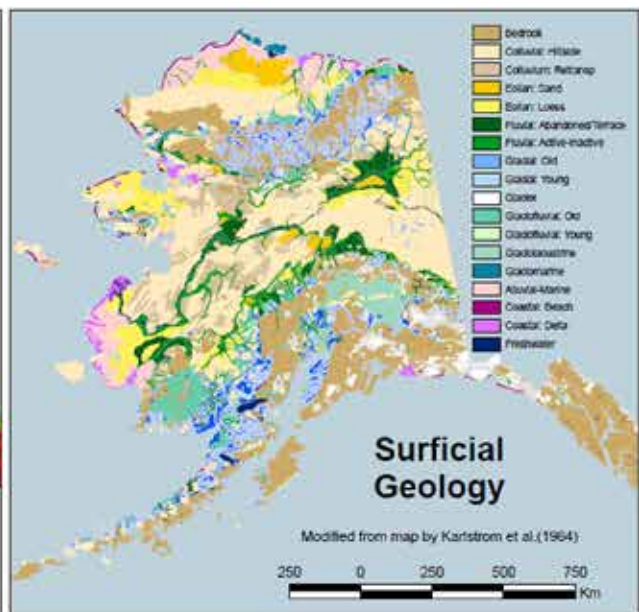 Bedrock
Colluvial: Hillside
Colluvium: Retransp
Eolian: Sand
Eolian: Loess
Fluvial: Abandoned/Terrace
Fluvial: Active-Inactive
Glacial: Old
Glacial: Young
Glacier
Glaciofluvial: Old
Glaciofluvial: Young
Glaciolacustrine
Glaciomarine
Alluvial-Marine
Coastal: Beach
Coastal: Delta
Freshwater
Surficial
Geology
Modified from map by Karlstrom et al.(1964)
250 0 250 500 750
Km